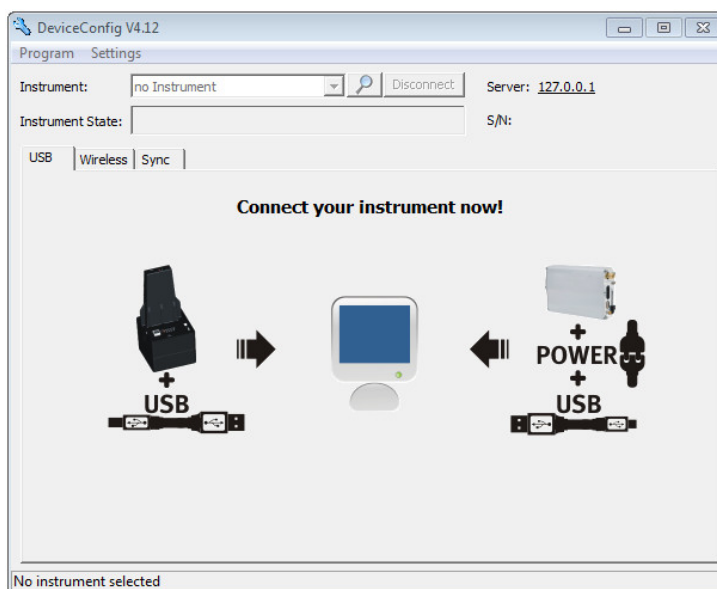 DeviceConfig V4.12
Program Settings
Instrument: no Instrument Disconnect Server: 127.0.0.1
Instrument State: S/N:
USB Wireless Sync
Connect your instrument now!
+
POWER
+ +
USB USB
No instrument selected